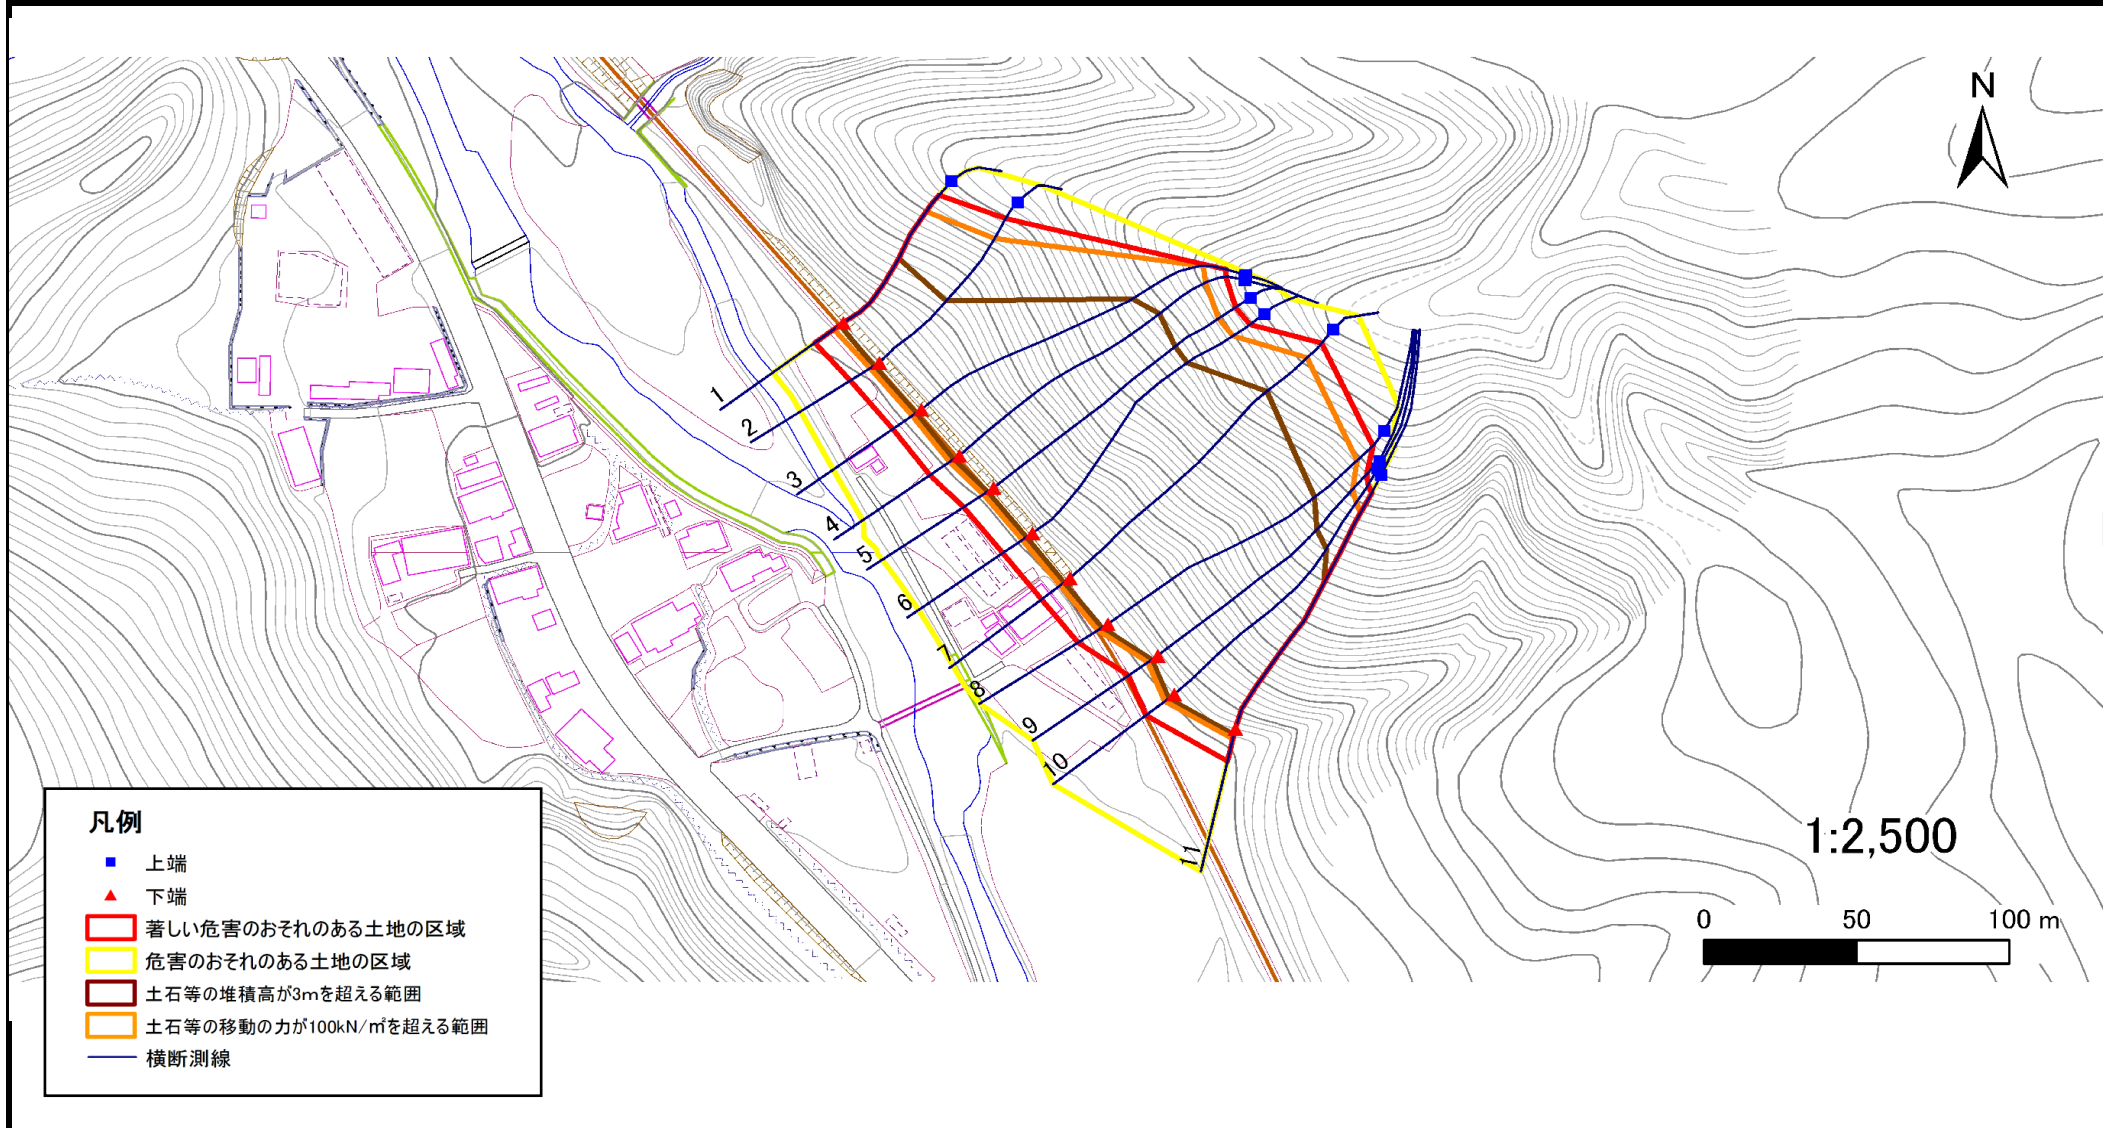 N
1
2
3
4
5
6
7
8
9
10
11
1:2,500
0 50 100 m
凡例
上端
下端
著しい危害のおそれのある土地の区域
危害のおそれのある土地の区域
土石等の堆積高が3mを超える範囲
土石等の移動の力が100kN/㎡を超える範囲
横断測線